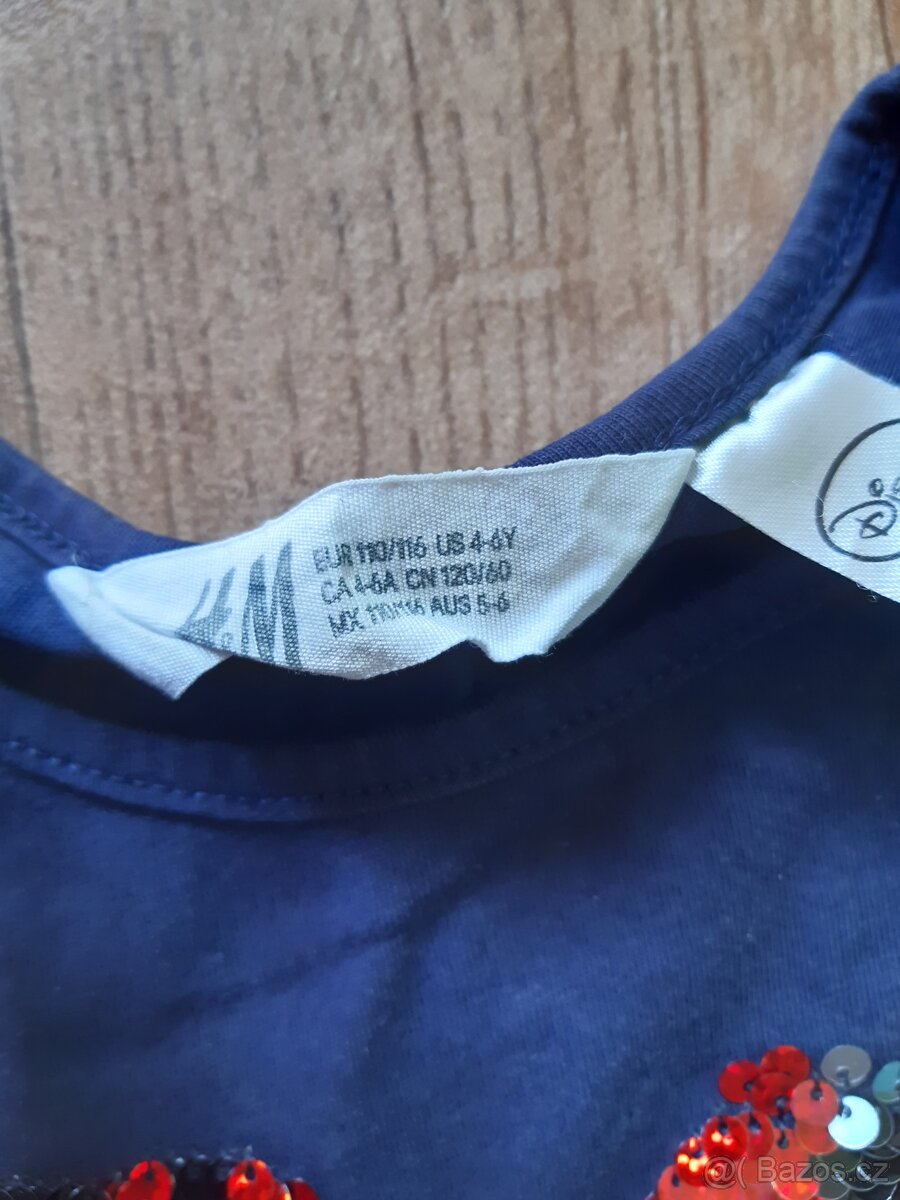 H&M
EUR 110/116 US 4-6Y
CA 4-6A CN 120/60
MX 110/116 AUS 5-6
@( Bazos.cz